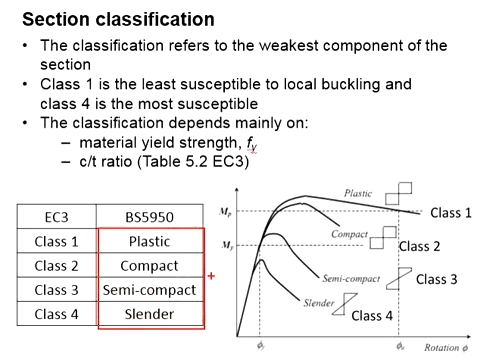 Section classification
• The classification refers to the weakest component of the
section
• Class 1 is the least susceptible to local buckling and
class 4 is the most susceptible
• The classification depends mainly on:
– material yield strength, fy
– c/t ratio (Table 5.2 EC3)
EC3 BS5950
Class 1 Plastic
Class 2 Compact
Class 3 Semi-compact
Class 4 Slender
+
Plastic
Mp
Class 1
Compact
My
Class 2
Semi-compact
Class 3
Slender
Class 4
Rotation ϕ